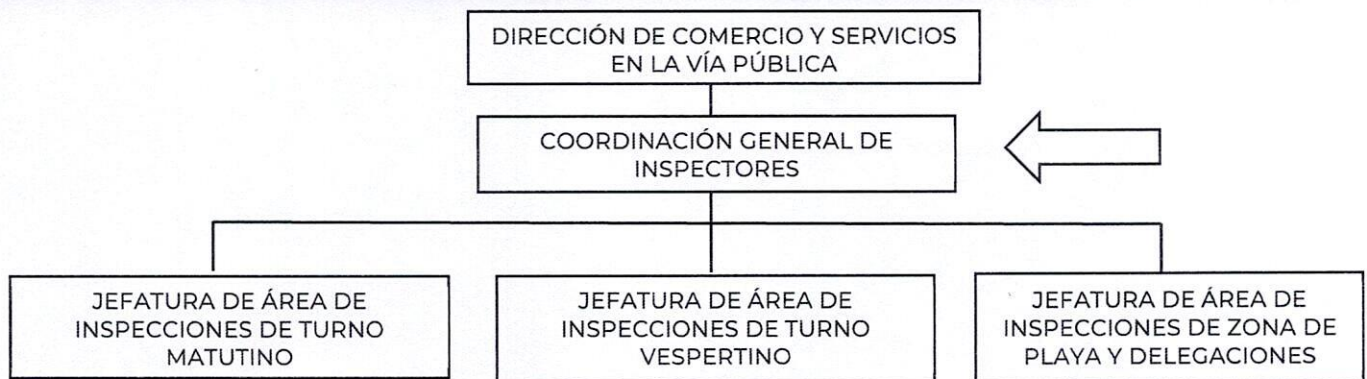 DIRECCIÓN DE COMERCIO Y SERVICIOS
EN LA VÍA PÚBLICA
COORDINACIÓN GENERAL DE
INSPECTORES
JEFATURA DE ÁREA DE
INSPECCIONES DE TURNO
MATUTINO
JEFATURA DE ÁREA DE
INSPECCIONES DE TURNO
VESPERTINO
JEFATURA DE ÁREA DE
INSPECCIONES DE ZONA DE
PLAYA Y DELEGACIONES